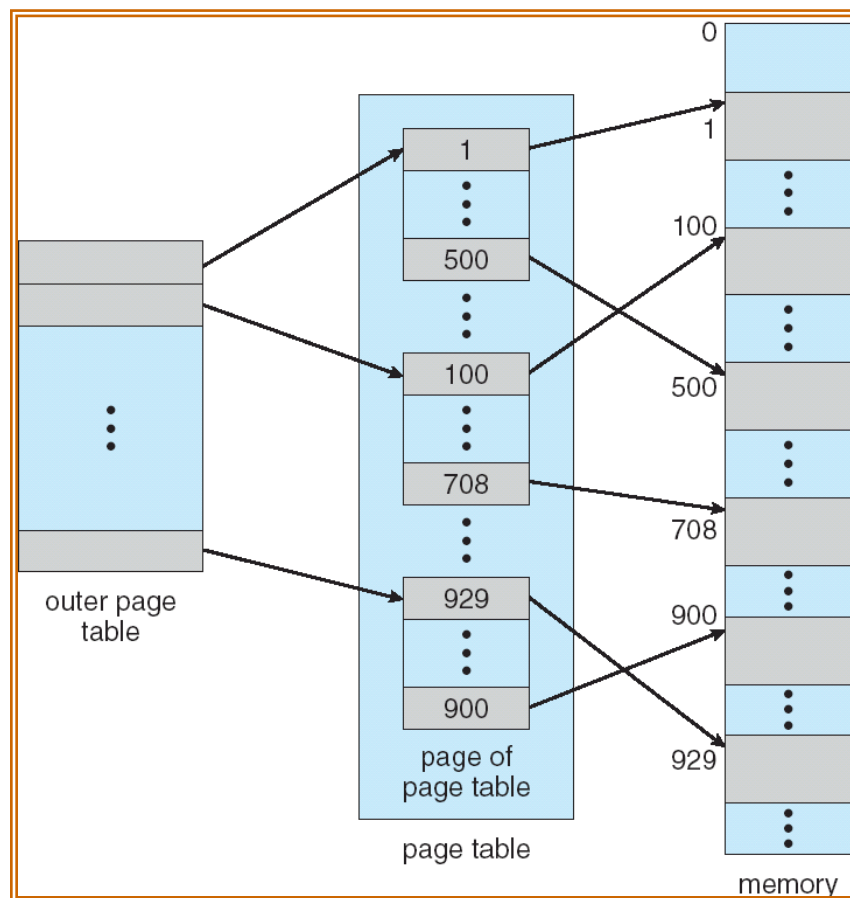 outer page
table
1
500
100
708
929
900
page of
page table
page table
0
1
100
500
708
900
929
memory